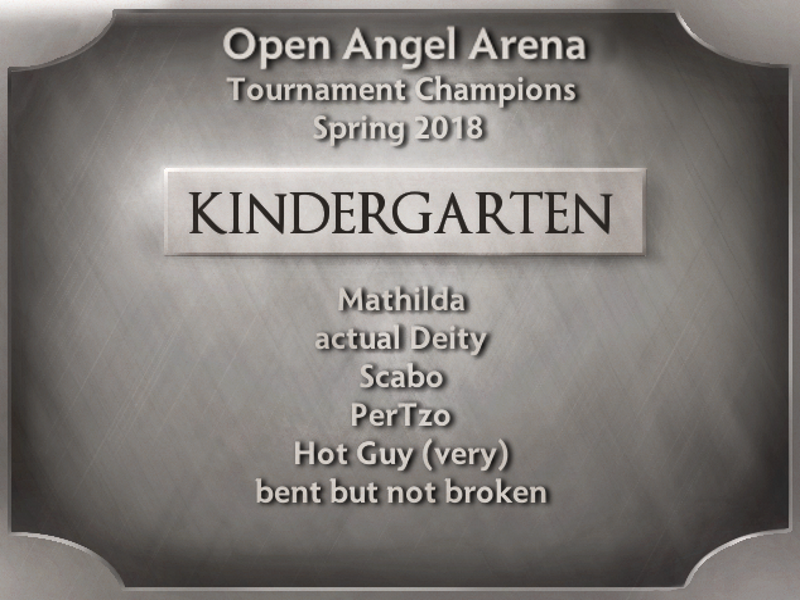 Open Angel Arena
Tournament Champions
Spring 2018
KINDERGARTEN
Mathilda
actual Deity
Scabo
PerTzo
Hot Guy (very)
bent but not broken